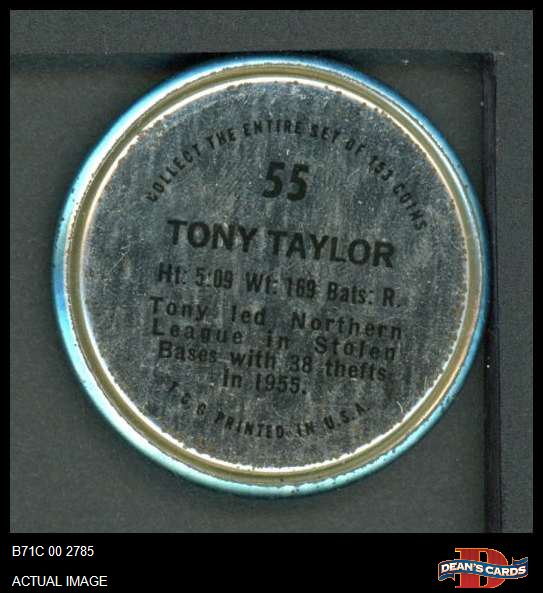 COLLECT THE ENTIRE SET OF 153 COINS
55
TONY TAYLOR
Ht: 5:09 Wt: 169 Bats: R.
Tony led Northern
League in Stolen
Bases with 38 thefts
in 1955.
T C G PRINTED IN U.S.A.
B71C 00 2785
ACTUAL IMAGE
D
DEAN'S CARDS